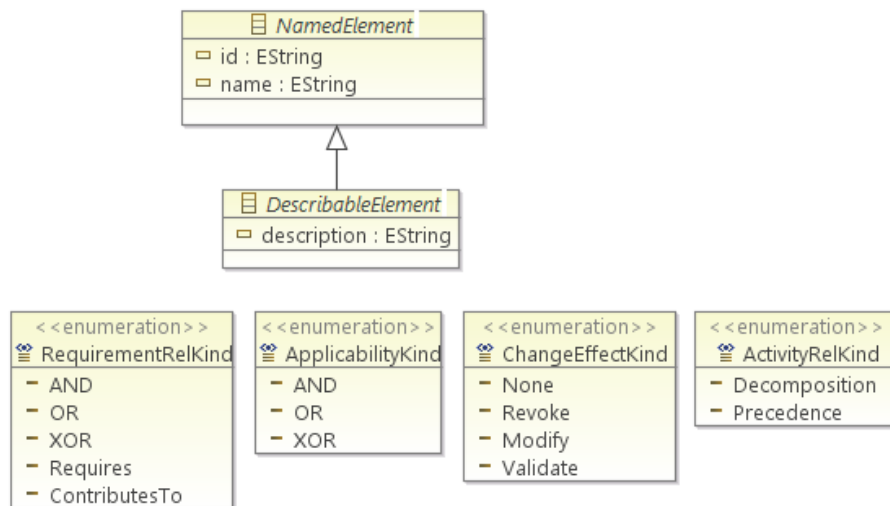 NamedElement
id : EString
name : EString
DescribableElement
description : EString
<<enumeration>>
RequirementRelKind
AND
OR
XOR
Requires
ContributesTo
<<enumeration>>
ApplicabilityKind
AND
OR
XOR
<<enumeration>>
ChangeEffectKind
None
Revoke
Modify
Validate
<<enumeration>>
ActivityRelKind
Decomposition
Precedence